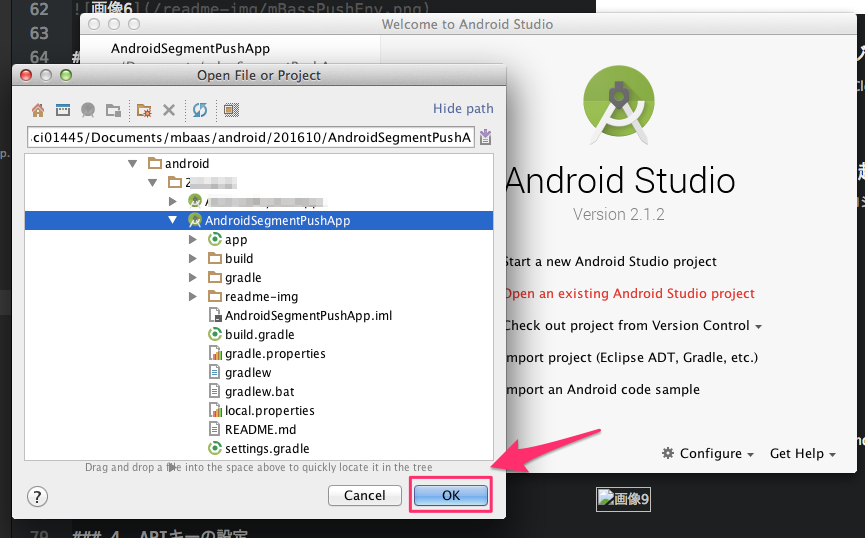 62 ![画像6](/readme-img/mBassPushEnv.png)
63
64
Welcome to Android Studio
AndroidSegmentPushApp
Open File or Project
Hide path
.ci01445/Documents/mbaas/android/201610/AndroidSegmentPushA
android
AndroidSegmentPushApp
app
build
gradle
readme-img
AndroidSegmentPushApp.iml
build.gradle
gradle.properties
gradlew
gradlew.bat
local.properties
README.md
settings.gradle
Drag and drop a file into the space above to quickly locate it in the tree
?
Cancel
OK
Android Studio
Version 2.1.2
Start a new Android Studio project
Open an existing Android Studio project
Check out project from Version Control
Import project (Eclipse ADT, Gradle, etc.)
Import an Android code sample
Configure
Get Help
画像9
79 ### 4. APIキーの設定